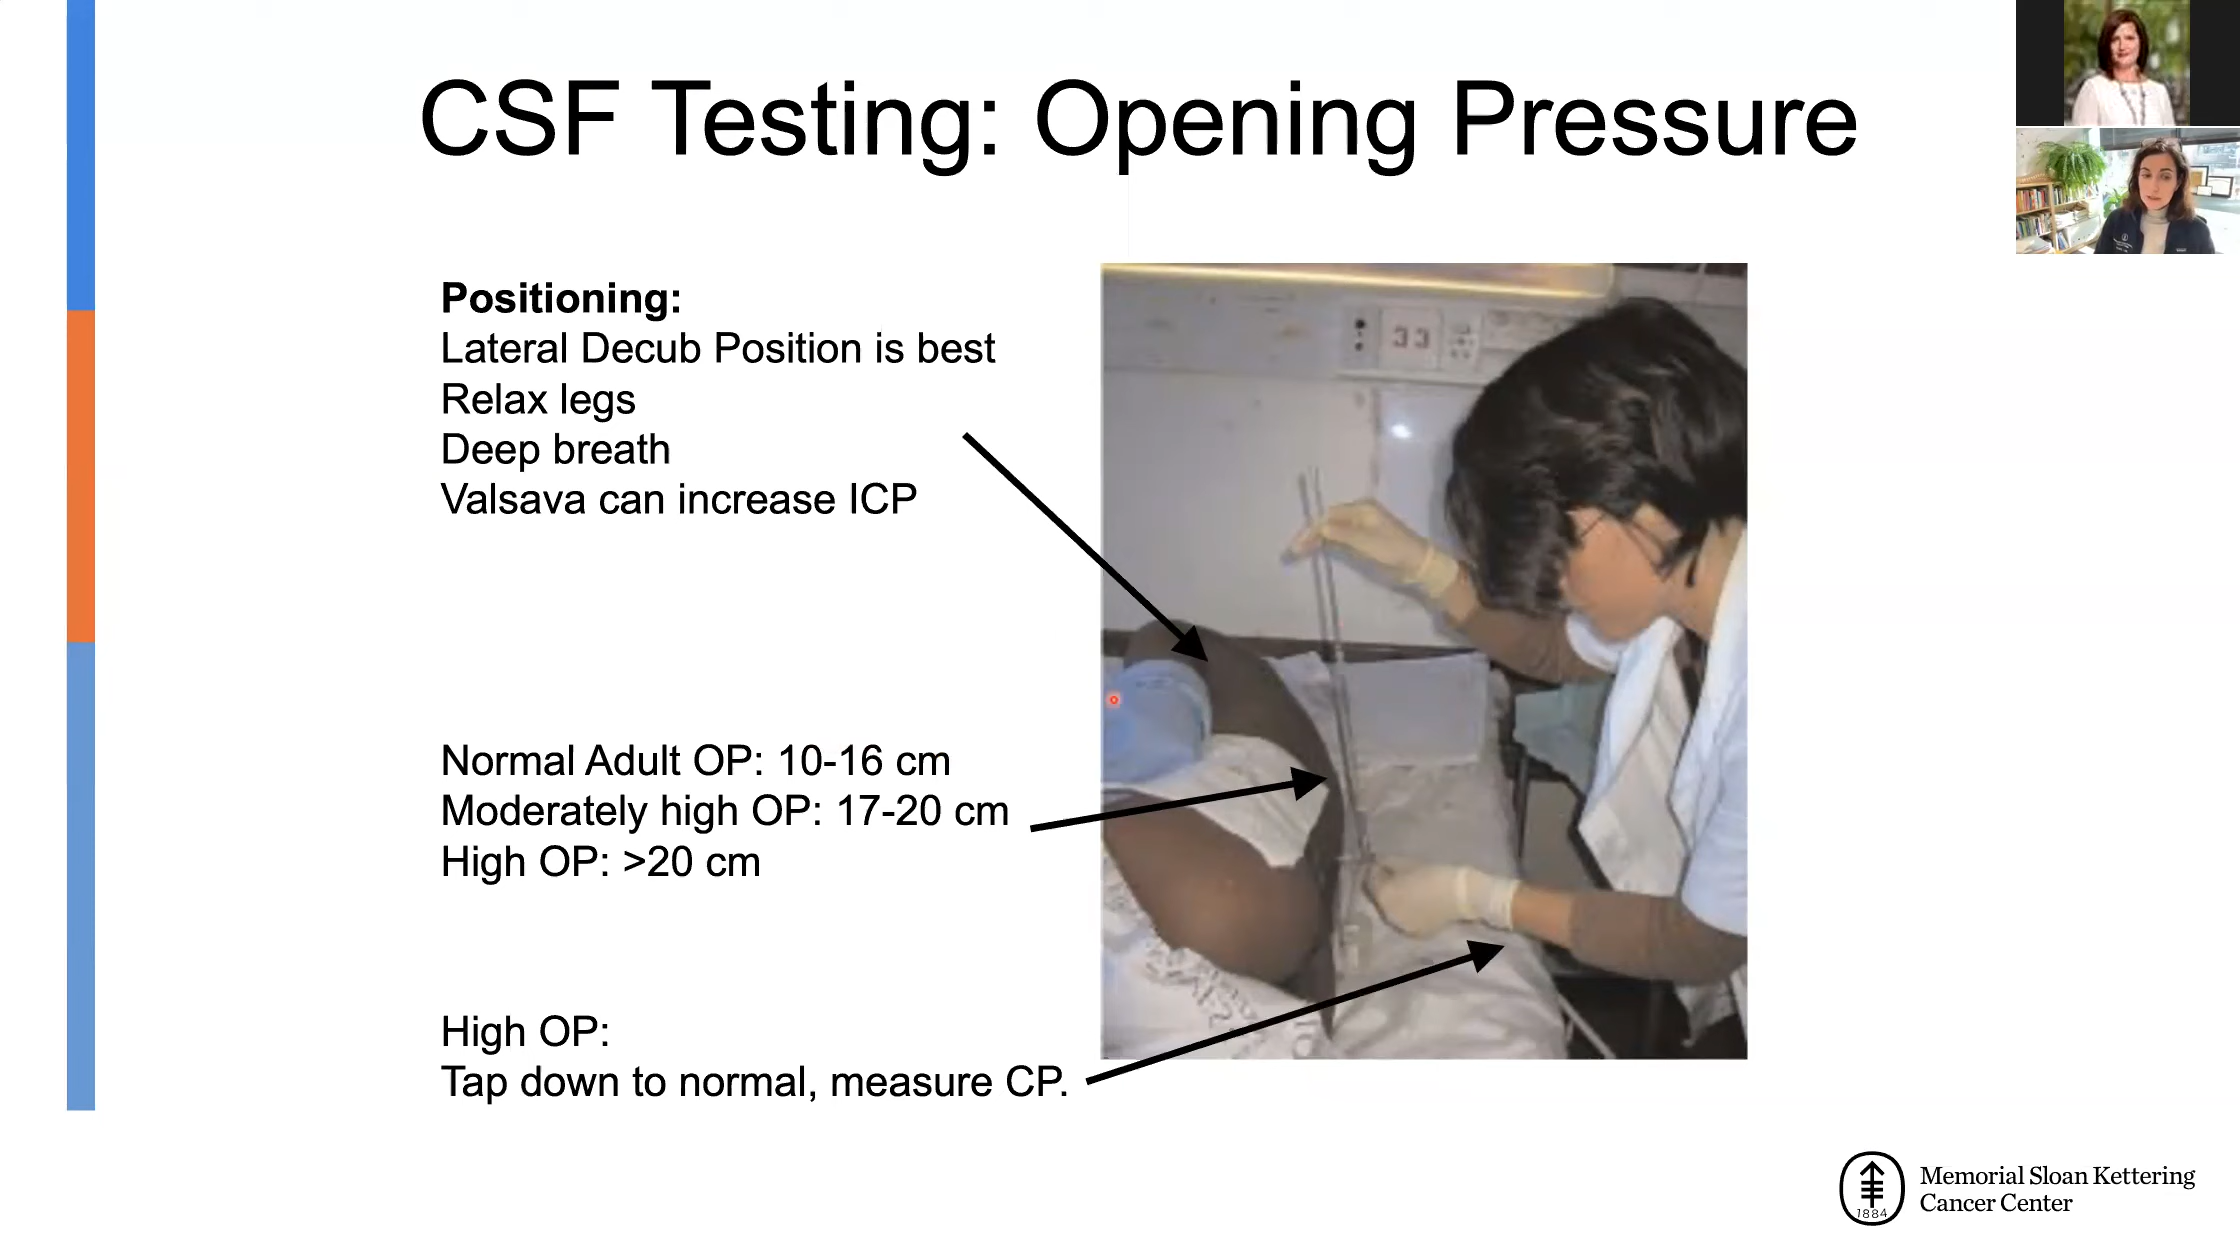 CSF Testing: Opening Pressure
Positioning:
Lateral Decub Position is best
Relax legs
Deep breath
Valsava can increase ICP
Normal Adult OP: 10-16 cm
Moderately high OP: 17-20 cm
High OP: >20 cm
High OP:
Tap down to normal, measure CP.
33
1884
Memorial Sloan Kettering
Cancer Center